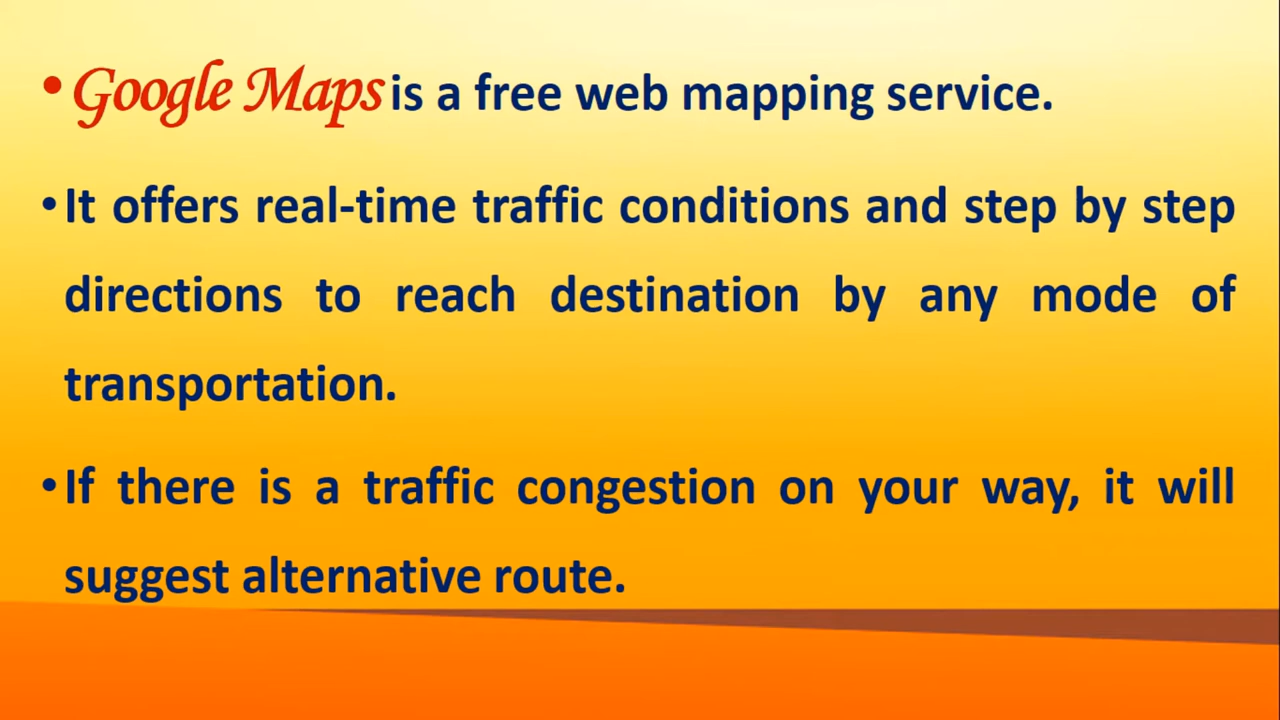 • Google Maps is a free web mapping service.
• It offers real-time traffic conditions and step by step
directions to reach destination by any mode of
transportation.
• If there is a traffic congestion on your way, it will
suggest alternative route.